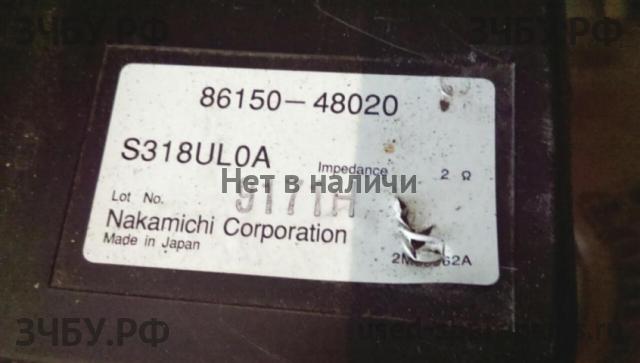 ЗЧБУ.РФ
ЗЧБУ.РФ
86150-48020
S318UL0A
Impedance 2 Ω
Нет в наличи
Lot No. J171H
Nakamichi Corporation
Made in Japan
ЗЧБУ.РФ